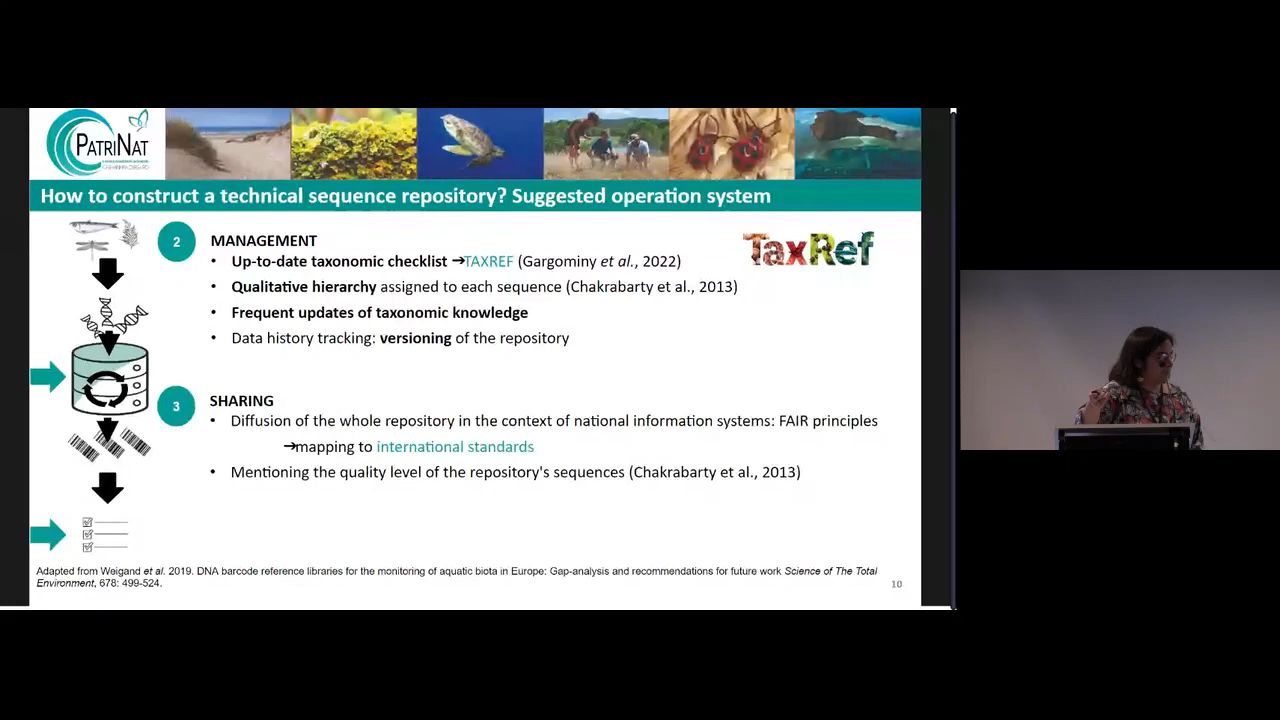 PATRINAT
How to construct a technical sequence repository? Suggested operation system
2
MANAGEMENT
TaxRef
• Up-to-date taxonomic checklist ➔TAXREF (Gargominy et al., 2022)
• Qualitative hierarchy assigned to each sequence (Chakrabarty et al., 2013)
• Frequent updates of taxonomic knowledge
• Data history tracking: versioning of the repository
3
SHARING
• Diffusion of the whole repository in the context of national information systems: FAIR principles
➔mapping to international standards
• Mentioning the quality level of the repository's sequences (Chakrabarty et al., 2013)
Adapted from Weigand et al. 2019. DNA barcode reference libraries for the monitoring of aquatic biota in Europe: Gap-analysis and recommendations for future work Science of The Total
Environment, 678: 499-524.
10